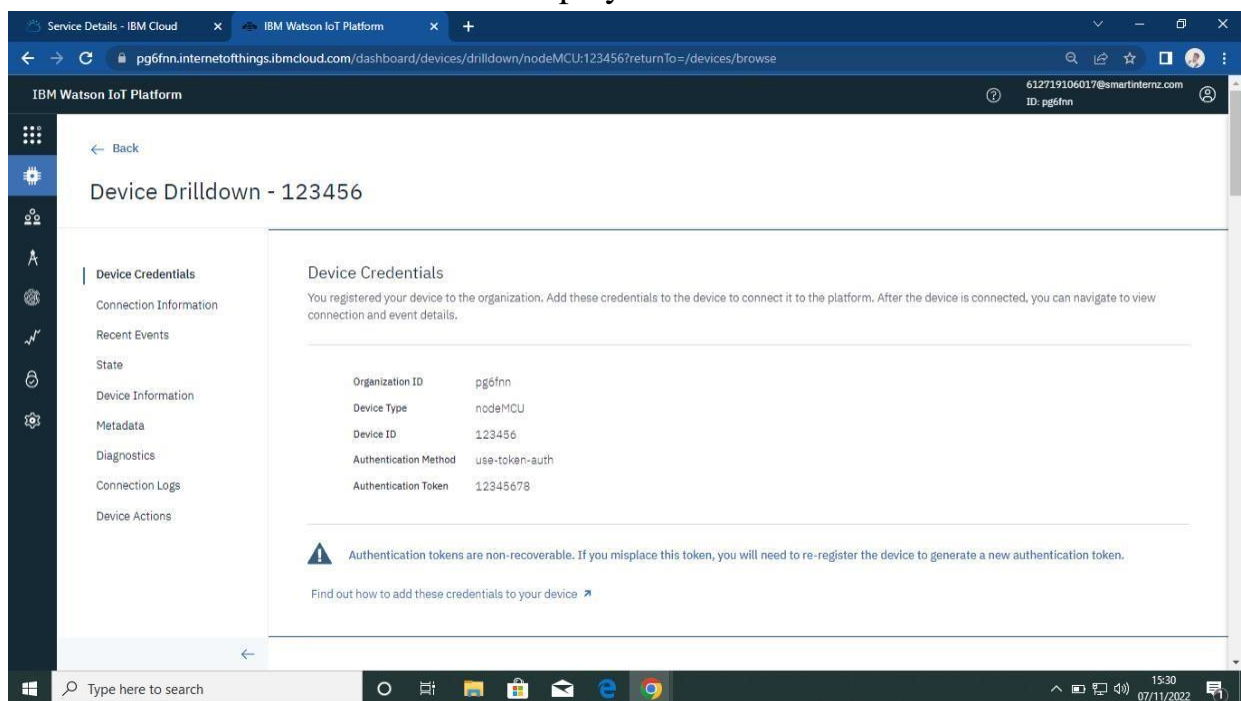 Service Details - IBM Cloud
IBM Watson IoT Platform
pg6fnn.internetofthings.ibmcloud.com/dashboard/devices/drilldown/nodeMCU:123456?returnTo=/devices/browse
IBM Watson IoT Platform
612719106017@smartinternz.com
ID: pg6fnn
← Back
Device Drilldown - 123456
Device Credentials
Connection Information
Recent Events
State
Device Information
Metadata
Diagnostics
Connection Logs
Device Actions
Device Credentials
You registered your device to the organization. Add these credentials to the device to connect it to the platform. After the device is connected, you can navigate to view
connection and event details.
Organization ID pg6fnn
Device Type nodeMCU
Device ID 123456
Authentication Method use-token-auth
Authentication Token 12345678
Authentication tokens are non-recoverable. If you misplace this token, you will need to re-register the device to generate a new authentication token.
Find out how to add these credentials to your device
Type here to search
15:30
07/11/2022